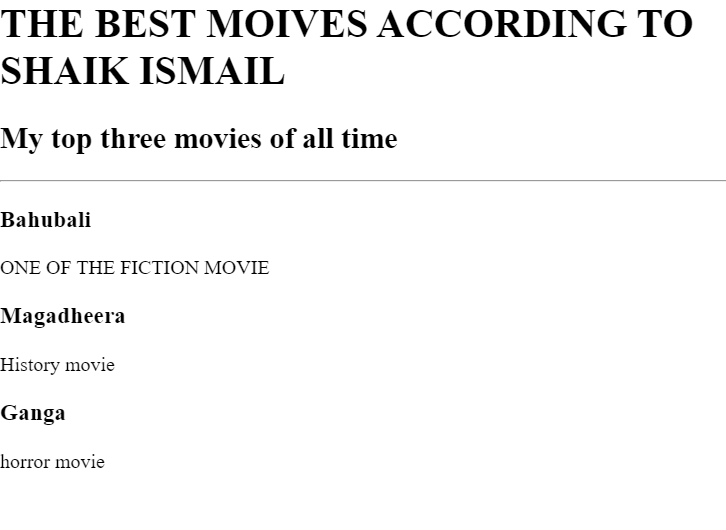 THE BEST MOIVES ACCORDING TO
SHAIK ISMAIL
My top three movies of all time
Bahubali
ONE OF THE FICTION MOVIE
Magadheera
History movie
Ganga
horror movie